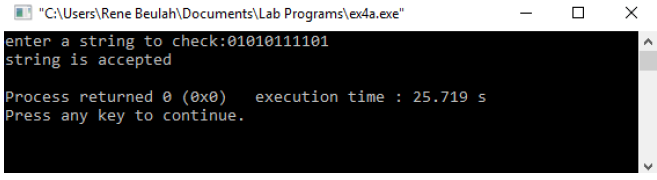 "C:\Users\Rene Beulah\Documents\Lab Programs\ex4a.exe"
enter a string to check:01010111101
string is accepted
Process returned 0 (0x0)   execution time : 25.719 s
Press any key to continue.